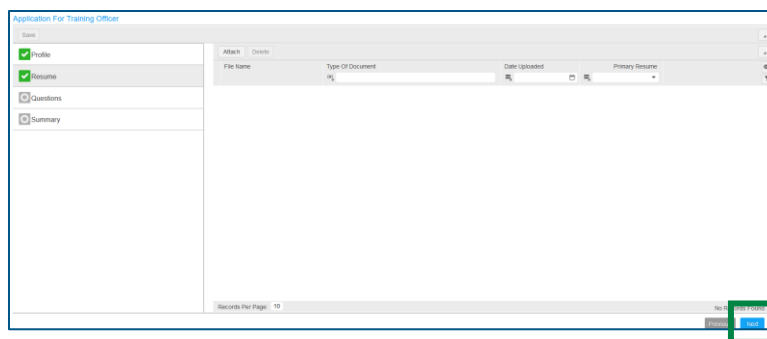 Application For Training Officer
Save
Profile
Resume
Questions
Summary
Attach Delete
File Name Type Of Document Date Uploaded Primary Resume
Records Per Page 10 No Records Found
Previous Next